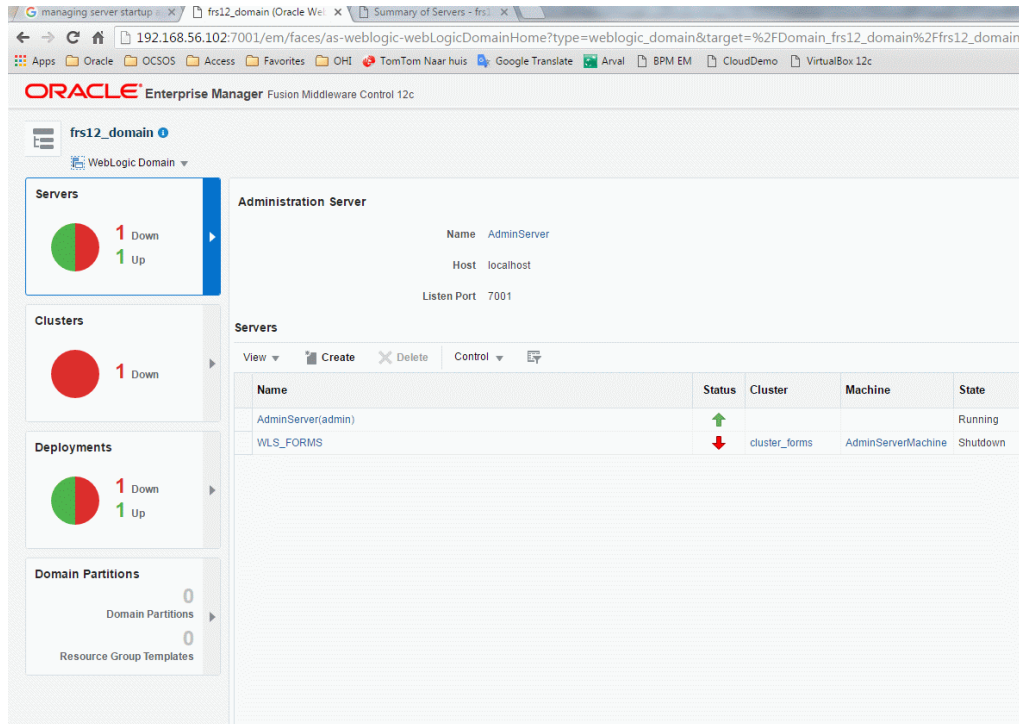 managing server startup a
frs12_domain (Oracle Wel
Summary of Servers - frs1
192.168.56.102:7001/em/faces/as-weblogic-webLogicDomainHome?type=weblogic_domain&target=%2FDomain_frs12_domain%2Ffrs12_domain
Apps Oracle OCSOS Access Favorites OHI TomTom Naar huis Google Translate Arval BPM EM CloudDemo VirtualBox 12c
ORACLE Enterprise Manager Fusion Middleware Control 12c
frs12_domain
WebLogic Domain
Servers
1 Down
1 Up
Clusters
1 Down
Deployments
1 Down
1 Up
Domain Partitions
0
Domain Partitions
0
Resource Group Templates
Administration Server
Name AdminServer
Host localhost
Listen Port 7001
Servers
View Create Delete Control
Name Status Cluster Machine State
AdminServer(admin) Running
WLS_FORMS cluster_forms AdminServerMachine Shutdown